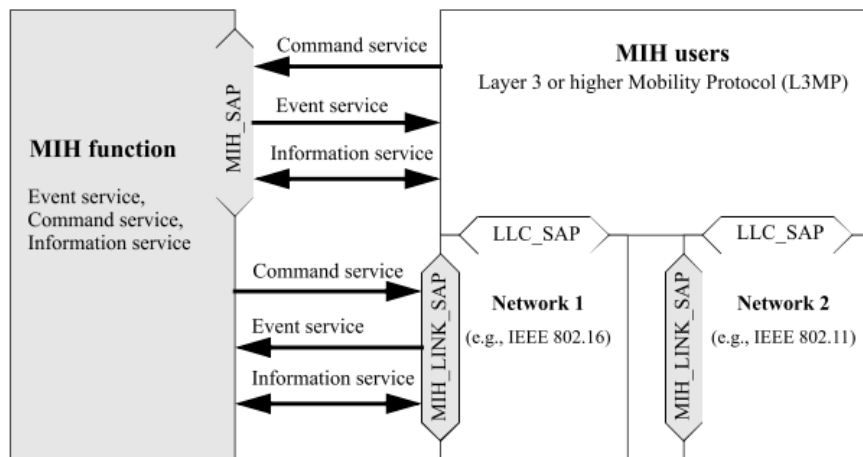 MIH function
Event service,
Command service,
Information service
MIH_SAP
Command service
Event service
Information service
MIH users
Layer 3 or higher Mobility Protocol (L3MP)
Command service
Event service
Information service
MIH_LINK_SAP
LLC_SAP
Network 1
(e.g., IEEE 802.16)
MIH_LINK_SAP
LLC_SAP
Network 2
(e.g., IEEE 802.11)